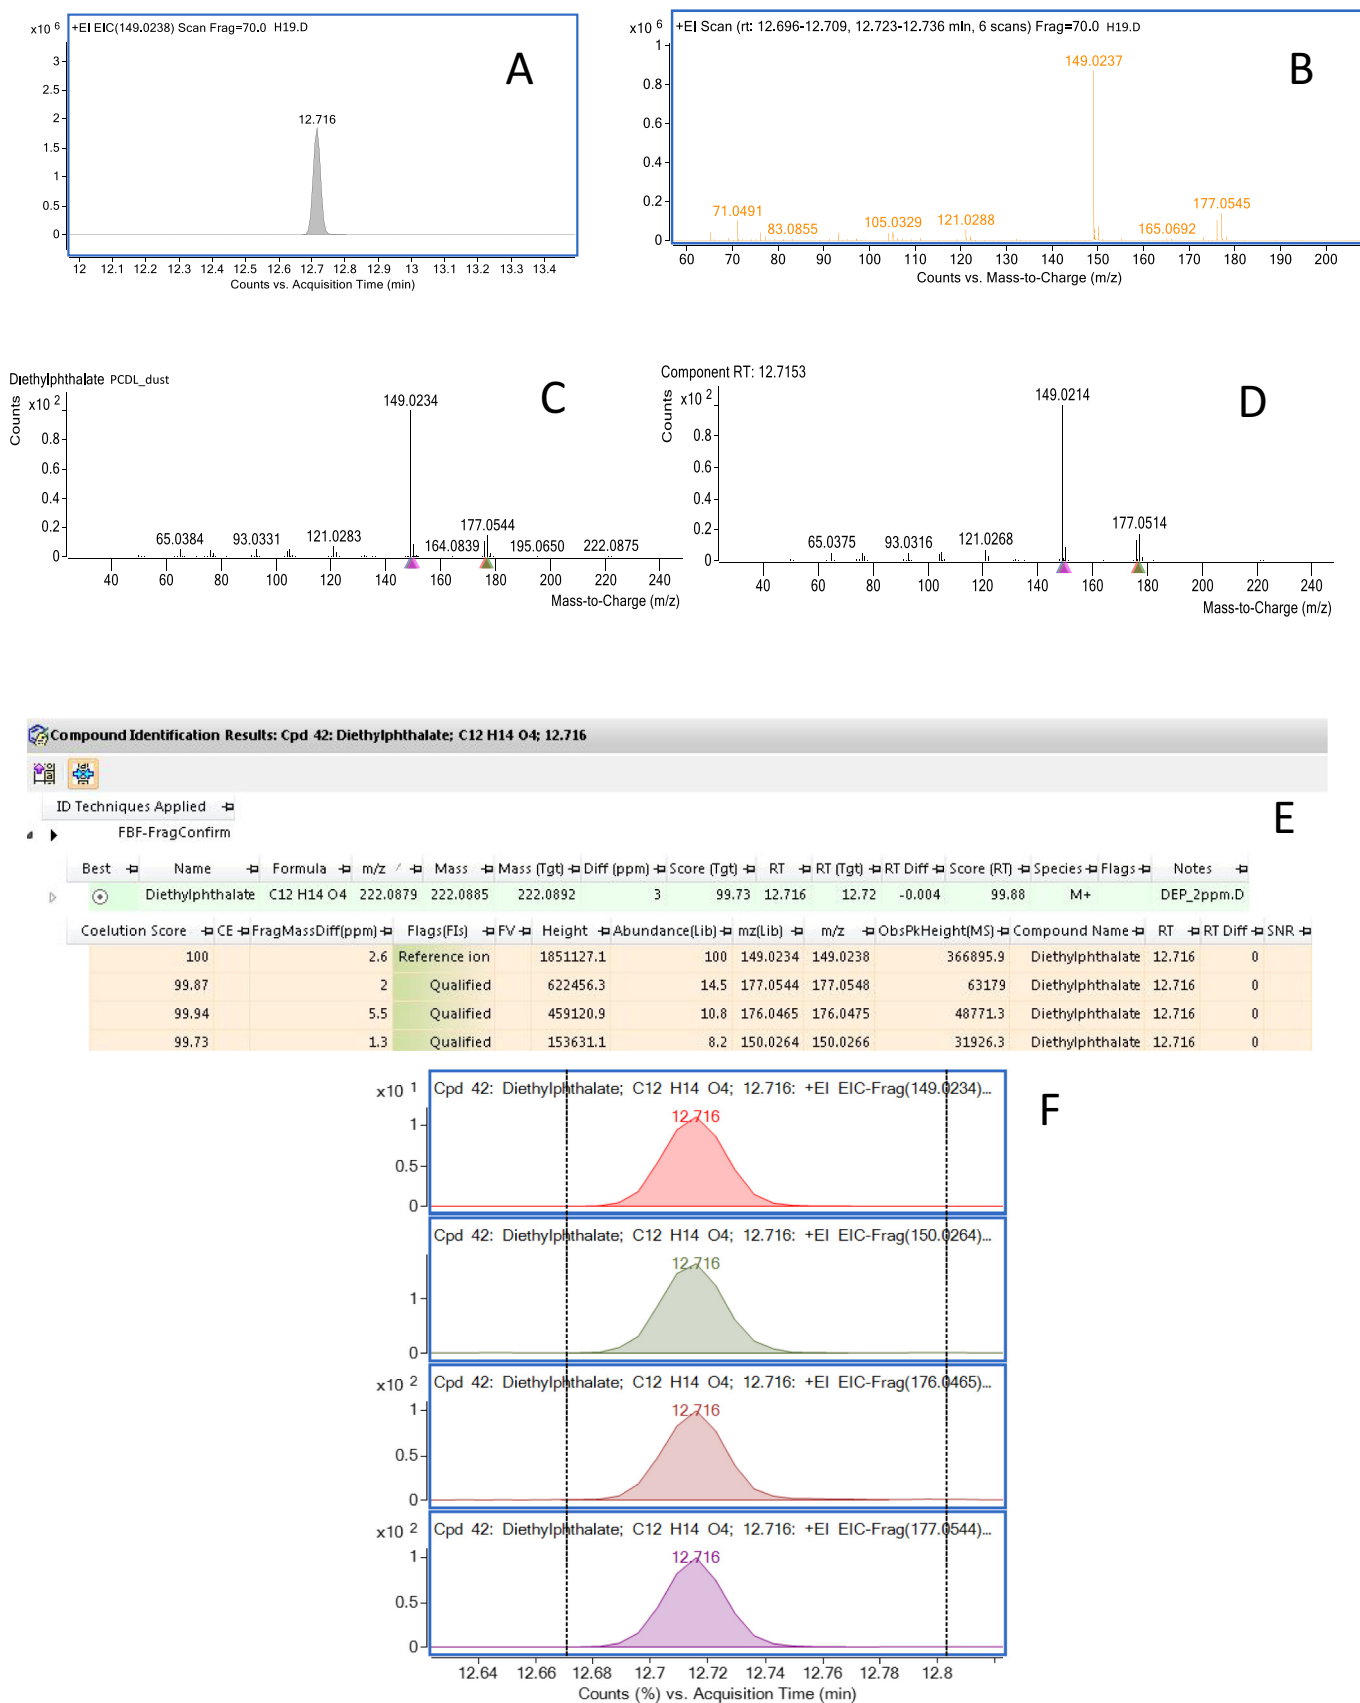 +EI EIC(149.0238) Scan Frag=70.0 H19.D
x10 6
A
3
2.5
2
1.5
1
0.5
0
12.716
12 12.1 12.2 12.3 12.4 12.5 12.6 12.7 12.8 12.9 13 13.1 13.2 13.3 13.4
Counts vs. Acquisition Time (min)
+EI Scan (rt: 12.696-12.709, 12.723-12.736 min, 6 scans) Frag=70.0 H19.D
x10 6
B
1
0.8
0.6
0.4
0.2
0
149.0237
71.0491
83.0855
105.0329
121.0288
165.0692
177.0545
60 70 80 90 100 110 120 130 140 150 160 170 180 190 200
Counts vs. Mass-to-Charge (m/z)
Diethylphthalate PCDL_dust
Counts
x10 2
C
1
0.8
0.6
0.4
0.2
0
149.0234
65.0384
93.0331
121.0283
164.0839
177.0544
195.0650
222.0875
40 60 80 100 120 140 160 180 200 220 240
Mass-to-Charge (m/z)
Component RT: 12.7153
Counts
x10 2
D
1
0.8
0.6
0.4
0.2
0
149.0214
65.0375
93.0316
121.0268
177.0514
40 60 80 100 120 140 160 180 200 220 240
Mass-to-Charge (m/z)
Compound Identification Results: Cpd 42: Diethylphthalate; C12 H14 O4; 12.716
ID Techniques Applied
E
FBF-FragConfirm
Best Name Formula m/z Mass Mass (Tgt) Diff (ppm) Score (Tgt) RT RT (Tgt) RT Diff Score (RT) Species Flags Notes
Diethylphthalate C12 H14 O4 222.0879 222.0885 222.0892 3 99.73 12.716 12.72 -0.004 99.88 M+ DEP_2ppm.D
Coelution Score CE FragMassDiff(ppm) Flags(FIs) FV Height Abundance(Lib) mz(Lib) m/z ObsPkHeight(MS) Compound Name RT RT Diff SNR
100 2.6 Reference ion 1851127.1 100 149.0234 149.0238 366895.9 Diethylphthalate 12.716 0
99.87 2 Qualified 622456.3 14.5 177.0544 177.0548 63179 Diethylphthalate 12.716 0
99.94 5.5 Qualified 459120.9 10.8 176.0465 176.0475 48771.3 Diethylphthalate 12.716 0
99.73 1.3 Qualified 153631.1 8.2 150.0264 150.0266 31926.3 Diethylphthalate 12.716 0
F
x10 1
Cpd 42: Diethylphthalate; C12 H14 O4; 12.716: +EI EIC-Frag(149.0234)...
12.716
1
0.5
0
Cpd 42: Diethylphthalate; C12 H14 O4; 12.716: +EI EIC-Frag(150.0264)...
12.716
1
0
x10 2
Cpd 42: Diethylphthalate; C12 H14 O4; 12.716: +EI EIC-Frag(176.0465)...
12.716
1
0.5
0
x10 2
Cpd 42: Diethylphthalate; C12 H14 O4; 12.716: +EI EIC-Frag(177.0544)...
12.716
1
0.5
0
12.64 12.66 12.68 12.7 12.72 12.74 12.76 12.78 12.8
Counts (%) vs. Acquisition Time (min)